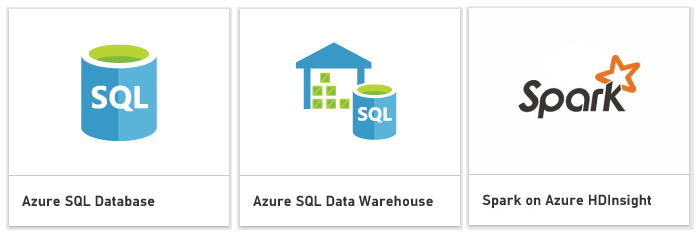 SQL
SQL
Spark
Azure SQL Database
Azure SQL Data Warehouse
Spark on Azure HDInsight